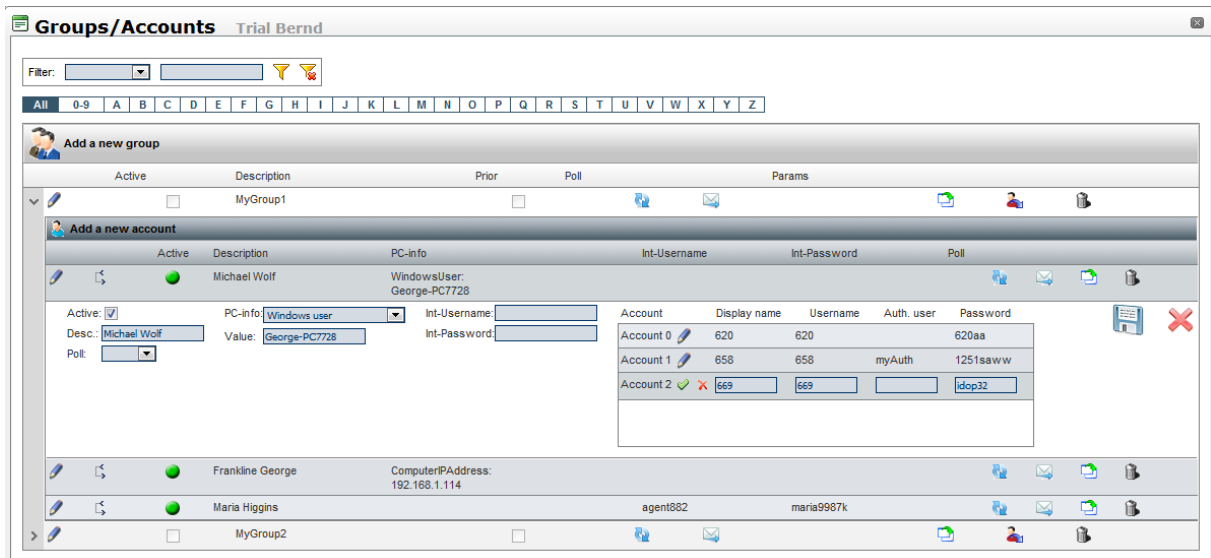 Groups/Accounts Trial Bernd
Filter:
All 0-9 A B C D E F G H I J K L M N O P Q R S T U V W X Y Z
Add a new group
Active Description Prior Poll Params
MyGroup1
Add a new account
Active Description PC-info Int-Username Int-Password Poll
Michael Wolf WindowsUser:
George-PC7728
Active: PC-info: Windows user Int-Username: Account Display name Username Auth. user Password
Desc.: Michael Wolf Value: George-PC7728 Int-Password: Account 0 620 620 620aa
Poll: Account 1 658 658 myAuth 1251saww
Account 2 669 669 idop32
Frankline George ComputerIPAddress:
192.168.1.114
Maria Higgins agent882 maria9987k
MyGroup2